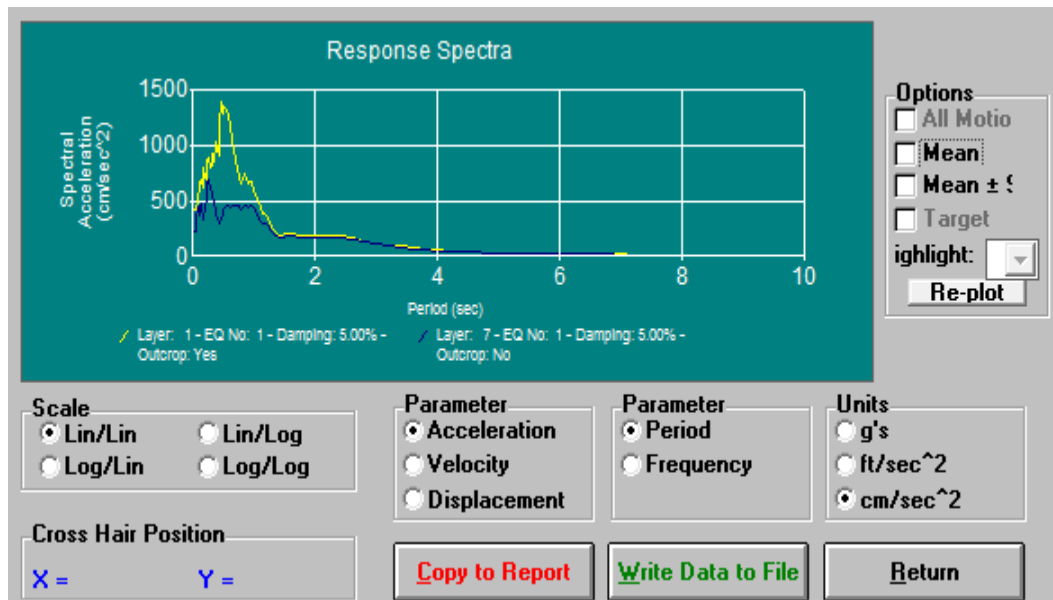 Response Spectra
Spectral
Acceleration
(cm/sec^2)
1500
1000
500
0
0
2
4
6
8
10
Period (sec)
Layer: 1 - EQ No: 1 - Damping: 5.00% -
Outcrop: Yes
Layer: 7 - EQ No: 1 - Damping: 5.00% -
Outcrop: No
Options
All Motio
Mean
Mean ± S
Target
ighlight:
Re-plot
Scale
Lin/Lin
Lin/Log
Log/Lin
Log/Log
Parameter
Acceleration
Velocity
Displacement
Parameter
Period
Frequency
Units
g's
ft/sec^2
cm/sec^2
Cross Hair Position
X =
Y =
Copy to Report
Write Data to File
Return